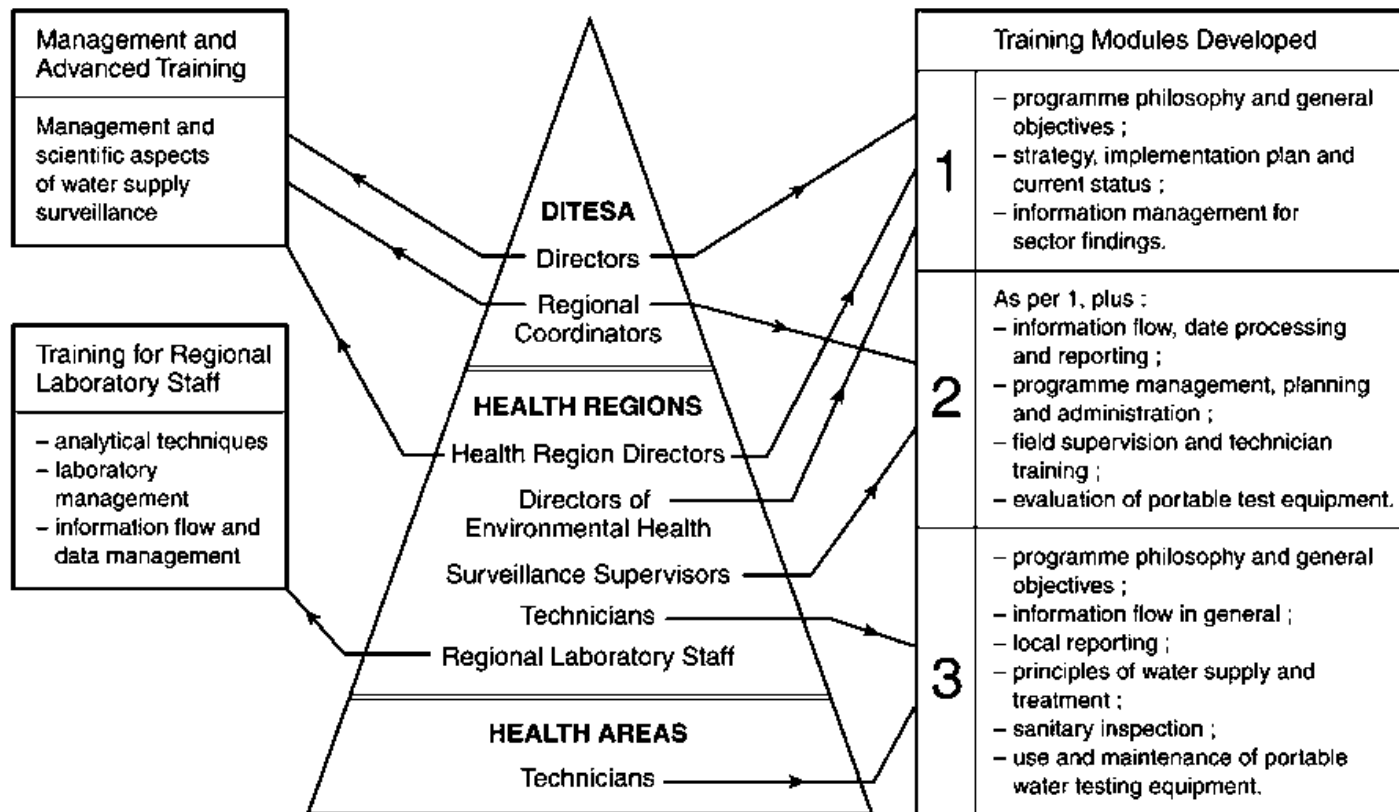 Management and
Advanced Training
Management and
scientific aspects
of water supply
surveillance
Training for Regional
Laboratory Staff
– analytical techniques
– laboratory
management
– information flow and
data management
DITESA
Directors
Regional
Coordinators
HEALTH REGIONS
Health Region Directors
Directors of
Environmental Health
Surveillance Supervisors
Technicians
Regional Laboratory Staff
HEALTH AREAS
Technicians
Training Modules Developed
1
– programme philosophy and general
objectives ;
– strategy, implementation plan and
current status ;
– information management for
sector findings.
2
As per 1, plus :
– information flow, date processing
and reporting ;
– programme management, planning
and administration ;
– field supervision and technician
training ;
– evaluation of portable test equipment.
3
– programme philosophy and general
objectives ;
– information flow in general ;
– local reporting ;
– principles of water supply and
treatment ;
– sanitary inspection ;
– use and maintenance of portable
water testing equipment.